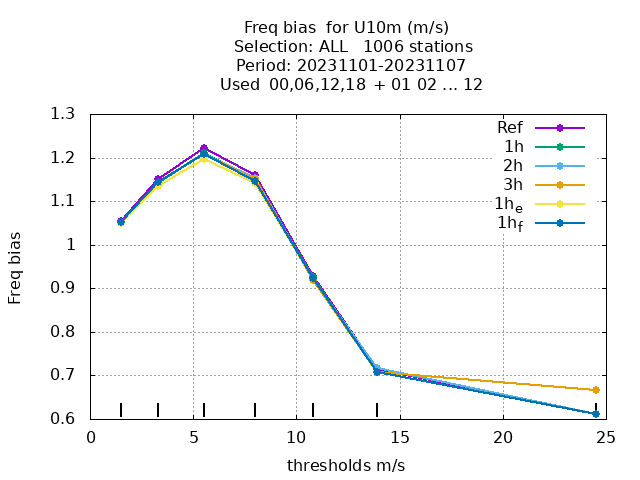 Freq bias  for U10m (m/s)
Selection: ALL   1006 stations
Period: 20231101-20231107
Used  00,06,12,18  + 01 02 ... 12
Ref
1h
2h
3h
1he
1hf
1.3
1.2
1.1
1
0.9
0.8
0.7
0.6
Freq bias
0 5 10 15 20 25
thresholds m/s